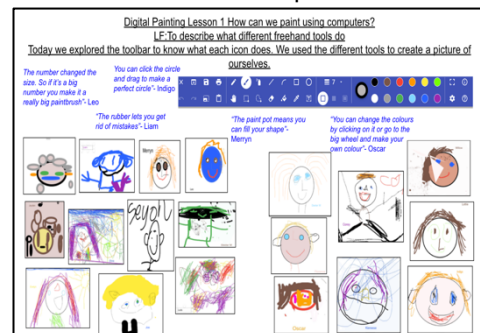 Digital Painting Lesson 1 How can we paint using computers?
LF:To describe what different freehand tools do
Today we explored the toolbar to know what each icon does. We used the different tools to create a picture of
ourselves.
The number changed the
size. So if it's a big
number you make it a
really big paintbrush"- Leo
You can click the circle
and drag to make a
perfect circle"- Indigo
"The rubber lets you get
rid of mistakes"- Liam
"The paint pot means you
can fill your shape"-
Merryn
"You can change the colours
by clicking on it or go to the
big wheel and make your
own colour"- Oscar
Merryn
Oscar